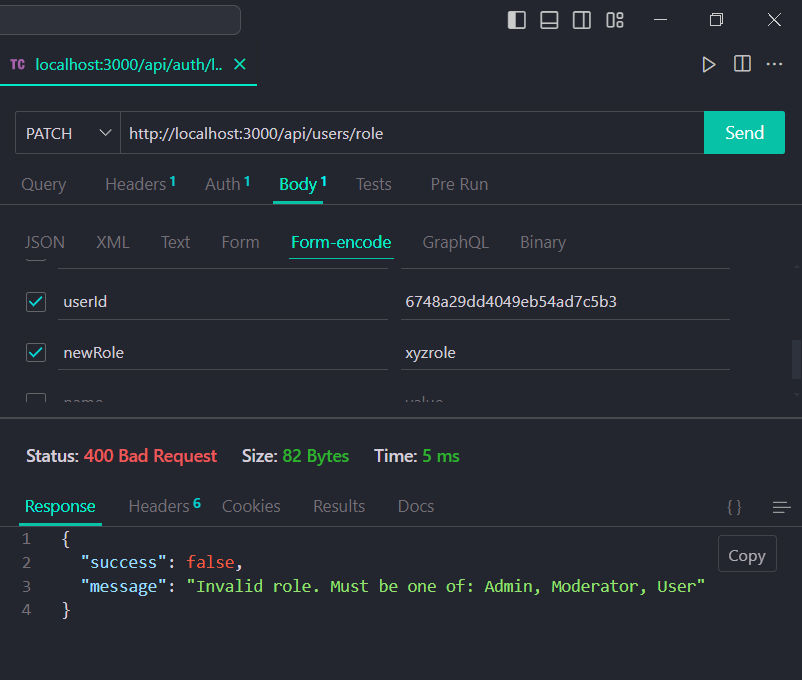 TC localhost:3000/api/auth/l..
PATCH http://localhost:3000/api/users/role Send
Query Headers 1 Auth 1 Body 1 Tests Pre Run
JSON XML Text Form Form-encode GraphQL Binary
userId 6748a29dd4049eb54ad7c5b3
newRole xyzrole
name value
Status: 400 Bad Request Size: 82 Bytes Time: 5 ms
Response Headers 6 Cookies Results Docs { }
1 {
2 "success": false,
3 "message": "Invalid role. Must be one of: Admin, Moderator, User"
4 }
Copy